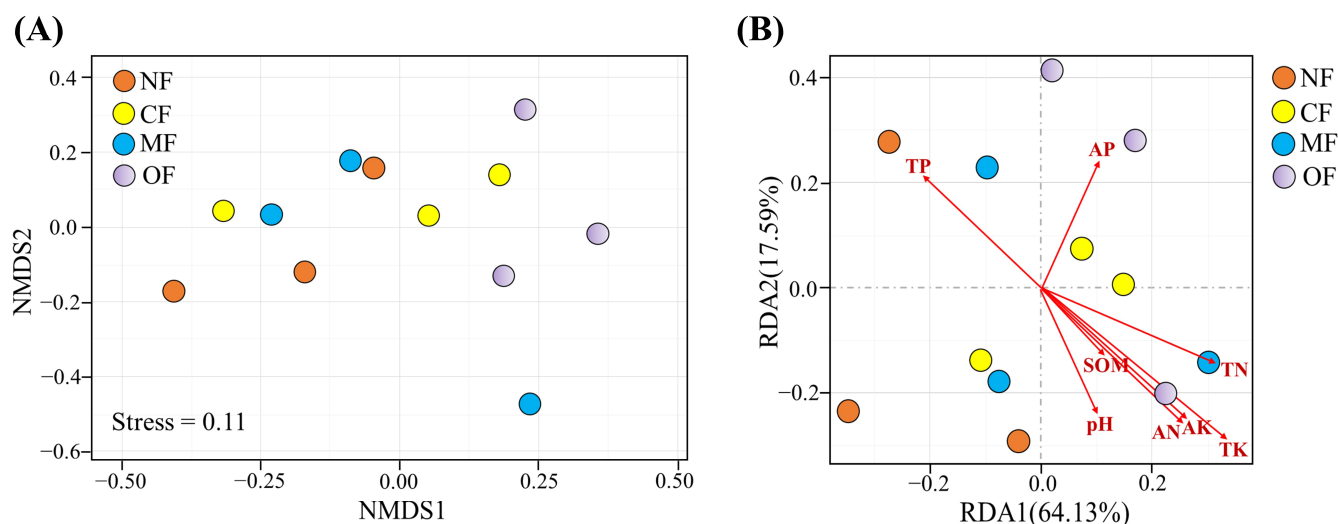 (A)
NF
CF
MF
OF
0.4
0.2
0.0
−0.2
−0.4
−0.6
NMDS2
Stress = 0.11
−0.50
−0.25
0.00
0.25
0.50
NMDS1
(B)
NF
CF
MF
OF
0.4
0.2
0.0
−0.2
RDA2(17.59%)
TP
AP
SOM
TN
pH
AN
AK
TK
−0.2
0.0
0.2
RDA1(64.13%)